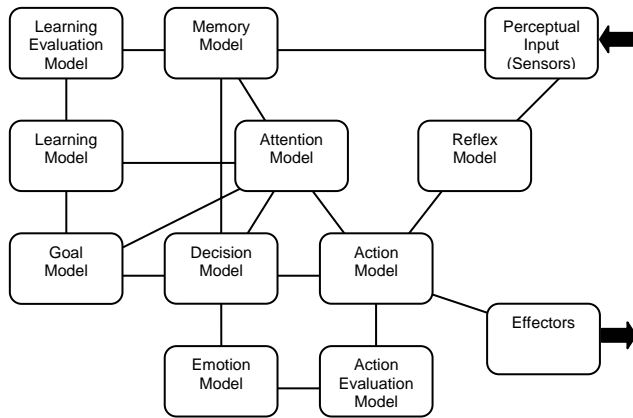 Learning
Evaluation
Model
Memory
Model
Perceptual
Input
(Sensors)
Learning
Model
Attention
Model
Reflex
Model
Goal
Model
Decision
Model
Action
Model
Effectors
Emotion
Model
Action
Evaluation
Model